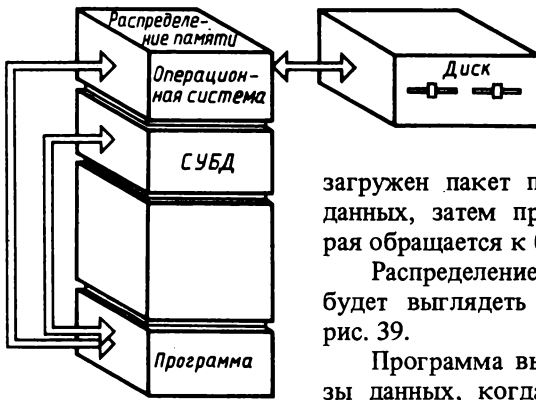 Распределе-
ние памяти
Операцион-
ная система
СУБД
Программа
Диск
загружен пакет п
данных, затем пр
рая обращается к
Распределение
будет выглядеть
рис. 39.
Программа вы
зы данных, когда